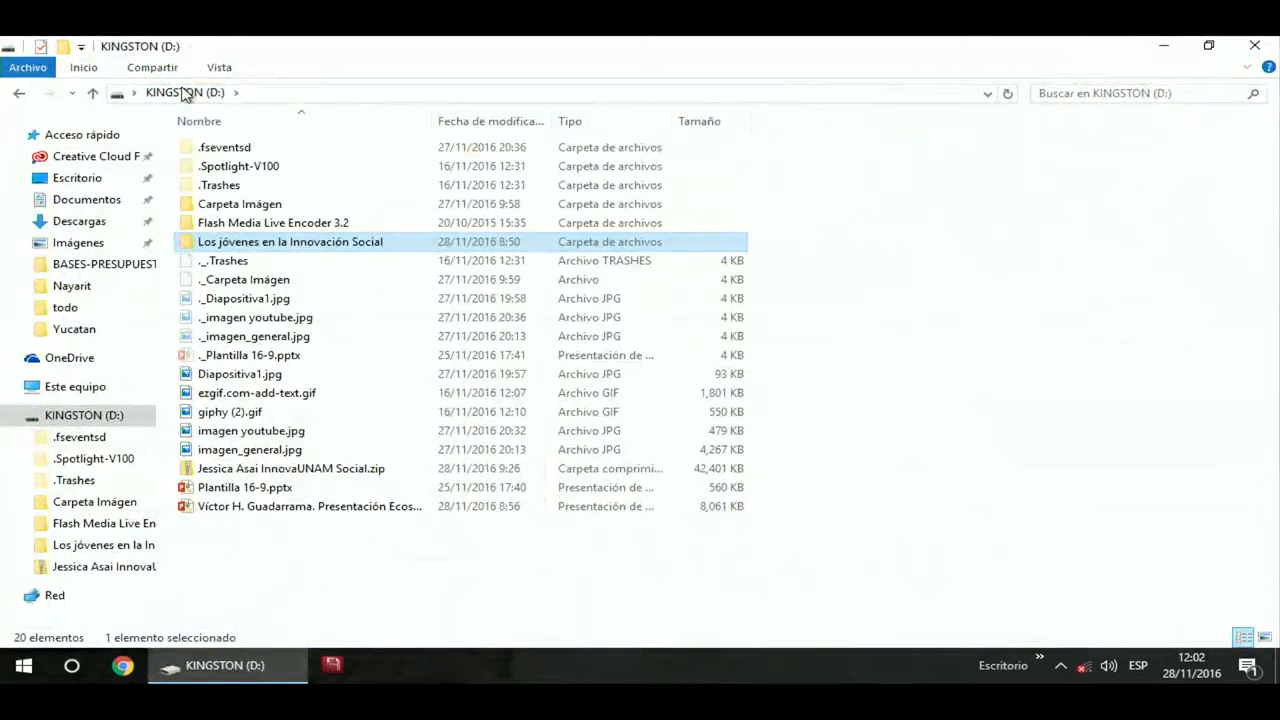 KINGSTON (D:)
Archivo Inicio Compartir Vista
KINGSTON (D:) Buscar en KINGSTON (D:)
Nombre Fecha de modifica... Tipo Tamaño
Acceso rápido
Creative Cloud F
Escritorio
Documentos
Descargas
Imágenes
BASES-PRESUPUEST
Nayarit
todo
Yucatan
OneDrive
Este equipo
KINGSTON (D:)
.fseventsd
.Spotlight-V100
.Trashes
Carpeta Imágen
Flash Media Live En
Los jóvenes en la In
Jessica Asai InnovaU
Red
.fseventsd 27/11/2016 20:36 Carpeta de archivos
.Spotlight-V100 16/11/2016 12:31 Carpeta de archivos
.Trashes 16/11/2016 12:31 Carpeta de archivos
Carpeta Imágen 27/11/2016 9:58 Carpeta de archivos
Flash Media Live Encoder 3.2 20/10/2015 15:35 Carpeta de archivos
Los jóvenes en la Innovación Social 28/11/2016 8:50 Carpeta de archivos
._.Trashes 16/11/2016 12:31 Archivo TRASHES 4 KB
._Carpeta Imágen 27/11/2016 9:59 Archivo 4 KB
._Diapositiva1.jpg 27/11/2016 19:58 Archivo JPG 4 KB
._imagen youtube.jpg 27/11/2016 20:36 Archivo JPG 4 KB
._imagen_general.jpg 27/11/2016 20:13 Archivo JPG 4 KB
._Plantilla 16-9.pptx 25/11/2016 17:41 Presentación de ... 4 KB
Diapositiva1.jpg 27/11/2016 19:57 Archivo JPG 93 KB
ezgif.com-add-text.gif 16/11/2016 12:07 Archivo GIF 1,801 KB
giphy (2).gif 16/11/2016 12:10 Archivo GIF 550 KB
imagen youtube.jpg 27/11/2016 20:32 Archivo JPG 479 KB
imagen_general.jpg 27/11/2016 20:13 Archivo JPG 4,267 KB
Jessica Asai InnovaUNAM Social.zip 28/11/2016 9:26 Carpeta comprimi... 42,401 KB
Plantilla 16-9.pptx 25/11/2016 17:40 Presentación de ... 560 KB
Víctor H. Guadarrama. Presentación Ecos... 28/11/2016 8:56 Presentación de ... 8,061 KB
20 elementos 1 elemento seleccionado
KINGSTON (D:) Escritorio ESP 12:02
28/11/2016